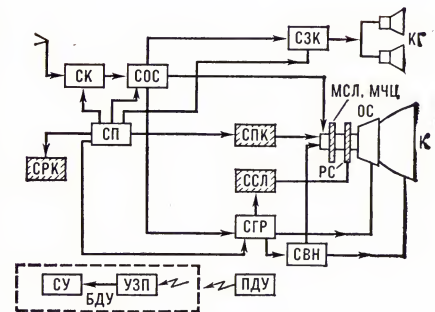 СЗК
КГ
СК
СОС
МСЛ, МЧЦ
ОС
СП
СПК
К
СРК
ССЛ
РС
СГР
СВН
СУ
УЗП
ПДУ
БДУ